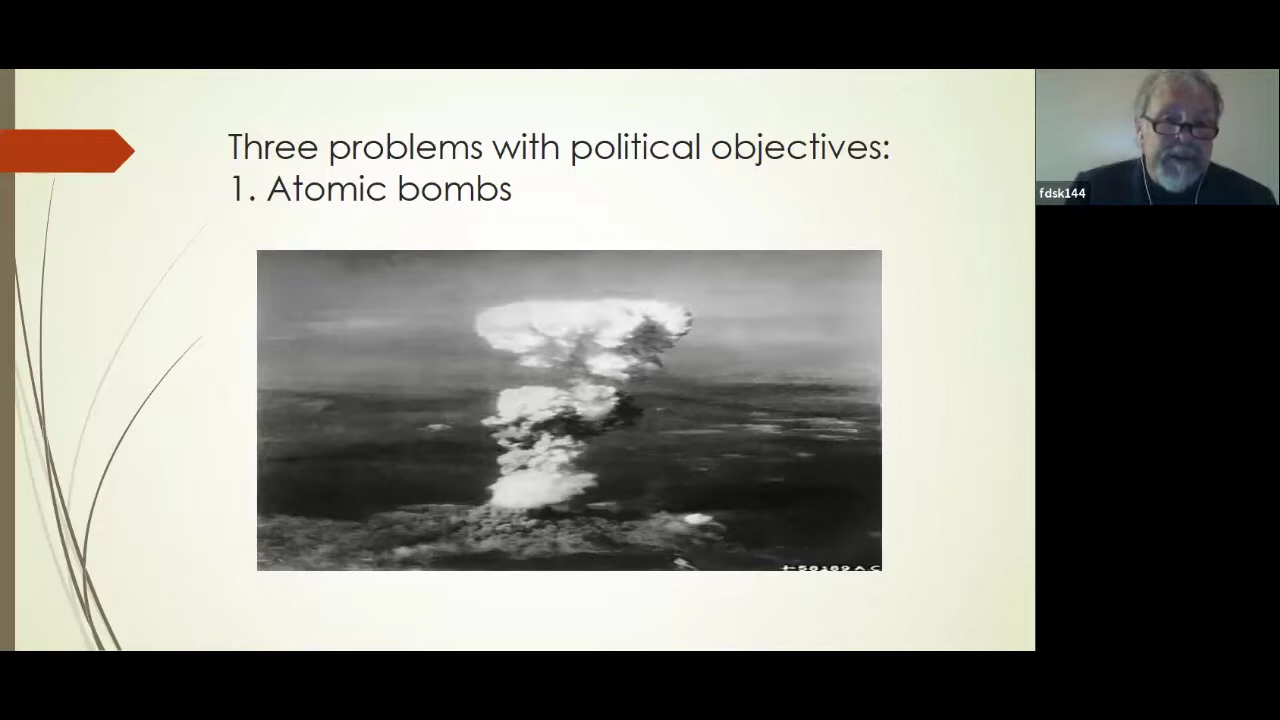 Three problems with political objectives:
1. Atomic bombs
fdsk144